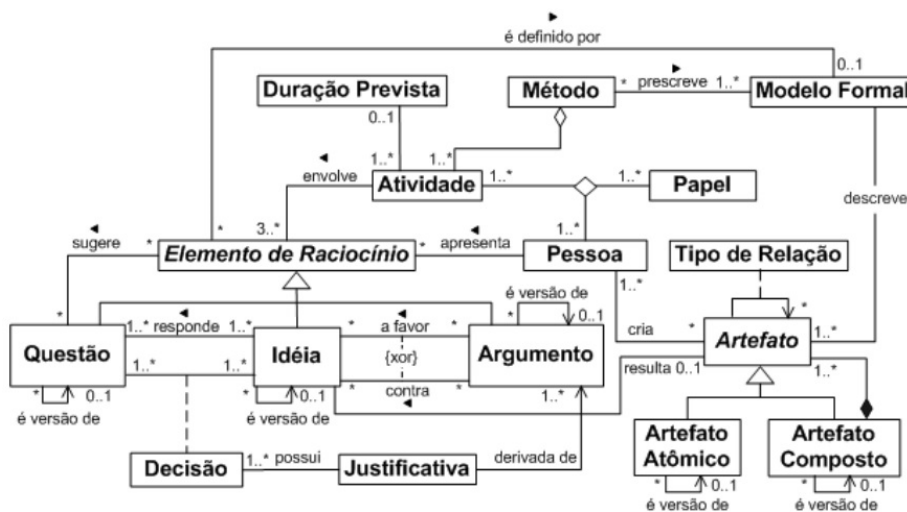 é definido por
0..1
Duração Prevista
Método
* prescreve 1..*
Modelo Formal
0..1
1..*
1..*
envolve
Atividade
1..*
1..*
Papel
descreve
3..*
1..*
*
sugere
*
Elemento de Raciocínio
*
apresenta
Pessoa
Tipo de Relação
1..*
é versão de
*
0..1
*
1..* responde 1..*
*
a favor
*
cria
*
*
1..*
Questão
Idéia
{xor}
Argumento
Artefato
1..*
1..*
*
contra
*
resulta 0..1
1..*
*
0..1
*
0..1
1..*
é versão de
é versão de
Artefato
Atômico
Artefato
Composto
Decisão
1..* possui
Justificativa
derivada de
*
0..1
*
0..1
é versão de
é versão de